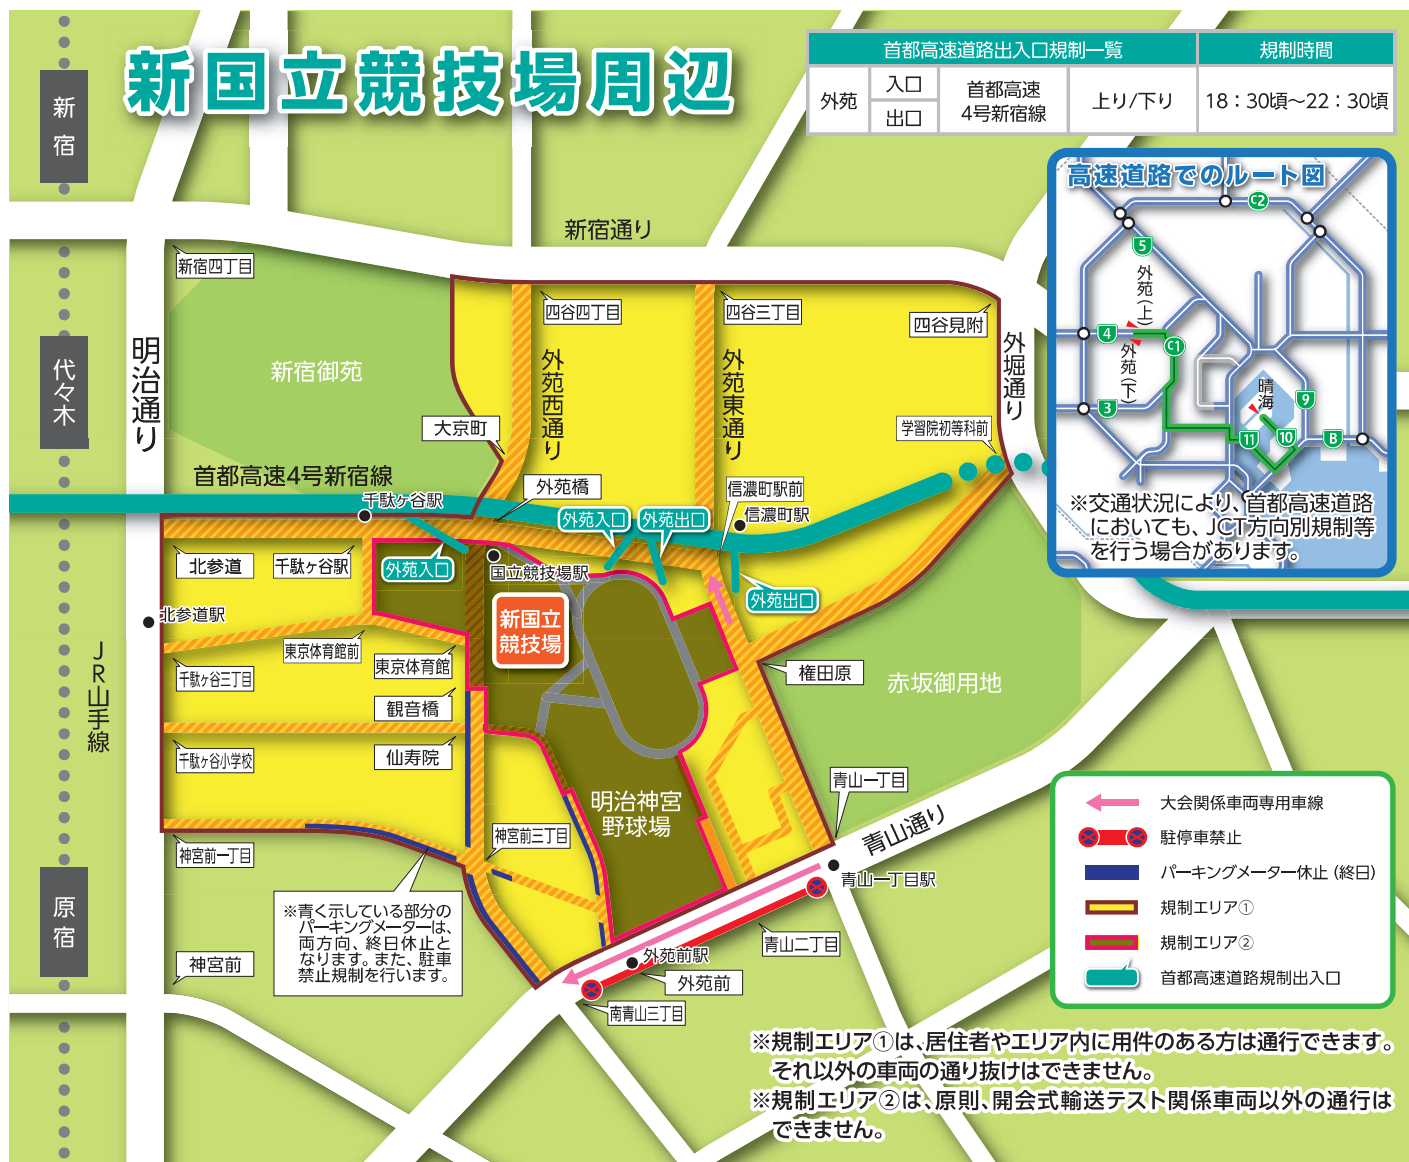 新国立競技場周辺
首都高速道路出入口規制一覧
規制時間
外苑
入口
出口
首都高速
4号新宿線
上り/下り
18：30頃～22：30頃
高速道路でのルート図
C2
5
外苑(上)
4
C1
外苑(下)
3
晴海
9
11
10
B
※交通状況により、首都高速道路
においても、JCT方向別規制等
を行う場合があります。
新宿
代々木
原宿
JR山手線
明治通り
新宿通り
新宿四丁目
四谷四丁目
四谷三丁目
四谷見附
新宿御苑
外苑西通り
外苑東通り
外堀通り
大京町
学習院初等科前
首都高速4号新宿線
千駄ヶ谷駅
外苑橋
信濃町駅前
信濃町駅
外苑入口
外苑出口
北参道
千駄ヶ谷駅
外苑入口
国立競技場駅
外苑出口
北参道駅
新国立
競技場
東京体育館前
東京体育館
千駄ヶ谷三丁目
権田原
赤坂御用地
観音橋
仙寿院
千駄ヶ谷小学校
青山一丁目
明治神宮
野球場
神宮前三丁目
青山通り
神宮前一丁目
青山一丁目駅
※青く示している部分の
パーキングメーターは、
両方向、終日休止と
なります。また、駐車
禁止規制を行います。
青山二丁目
外苑前駅
神宮前
外苑前
南青山三丁目
大会関係車両専用車線
駐停車禁止
パーキングメーター休止（終日）
規制エリア①
規制エリア②
首都高速道路規制出入口
※規制エリア①は、居住者やエリア内に用件のある方は通行できます。
それ以外の車両の通り抜けはできません。
※規制エリア②は、原則、開会式輸送テスト関係車両以外の通行は
できません。